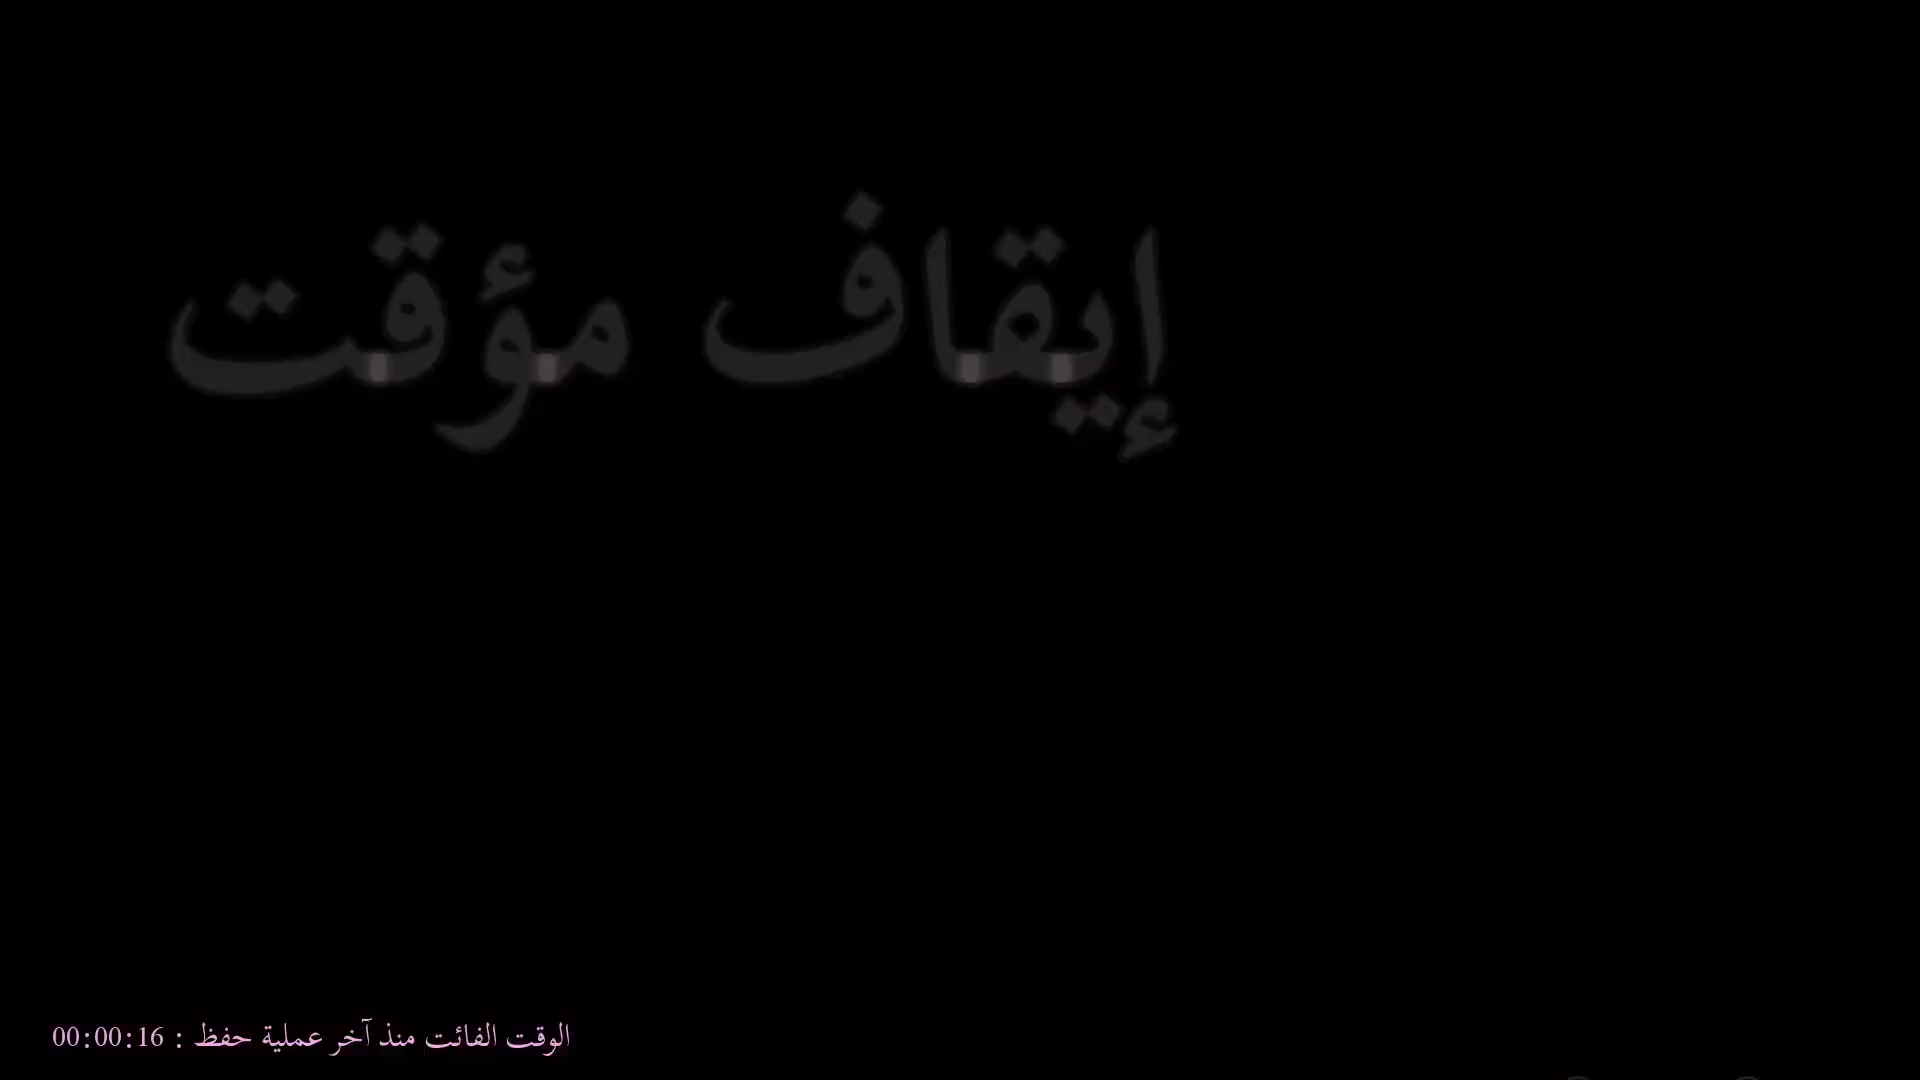 إيقاف مؤقت
الوقت الفائت منذ آخر عملية حفظ : 00:00:16